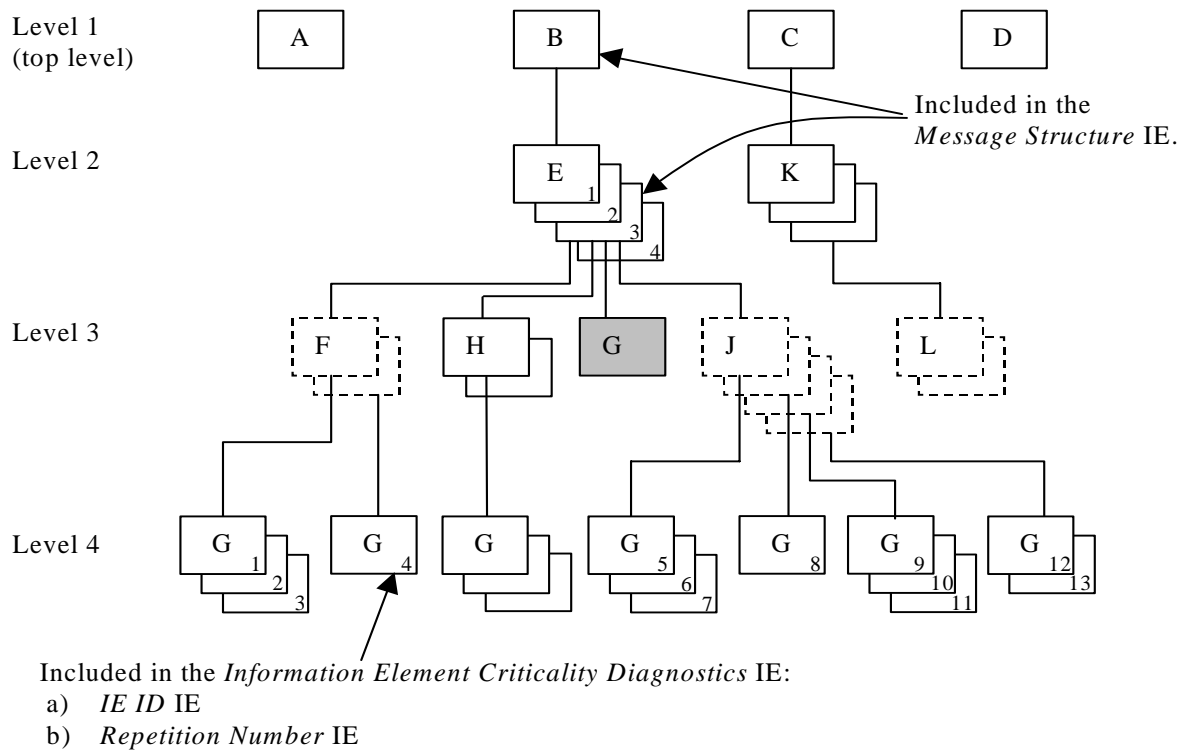 Level 1
(top level)
A
B
C
D
Included in the
Message Structure IE.
Level 2
E
1
2
3
4
K
Level 3
F
H
G
J
L
Level 4
G
1
2
3
G
4
G
G
5
6
7
G
8
G
9
10
11
G
12
13
Included in the Information Element Criticality Diagnostics IE:
a) IE ID IE
b) Repetition Number IE